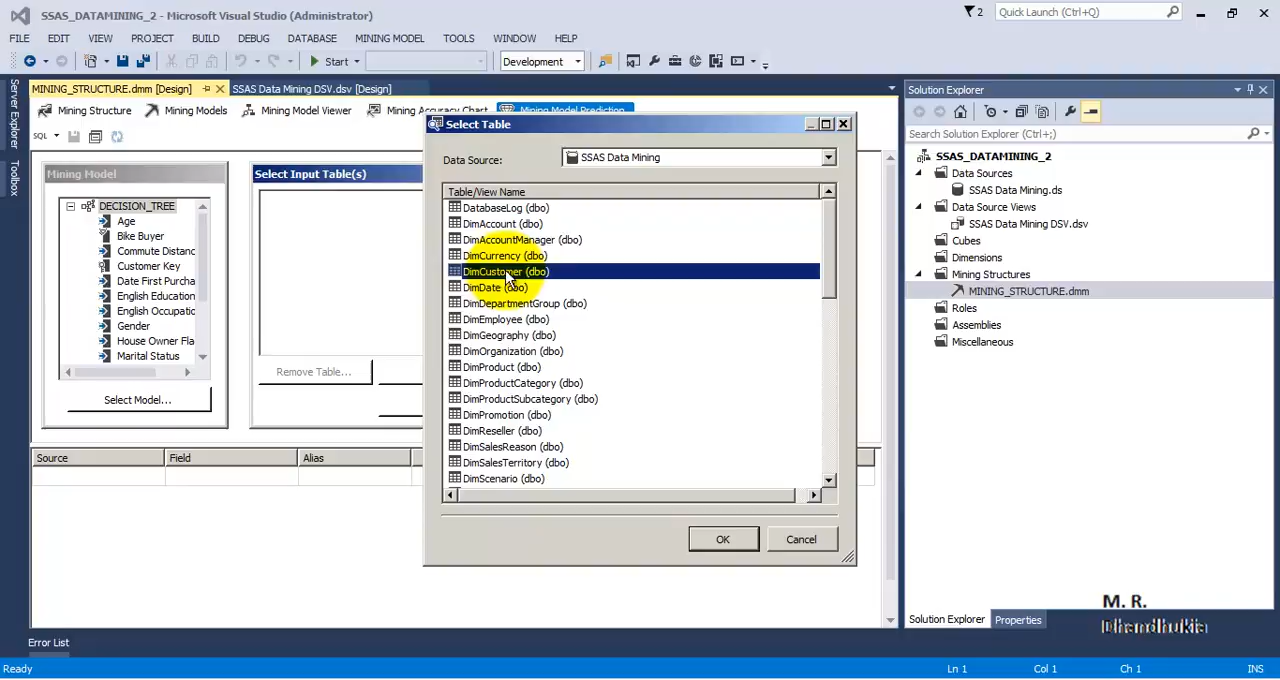 SSAS_DATAMINING_2 - Microsoft Visual Studio (Administrator)
2
Quick Launch (Ctrl+Q)
FILE EDIT VIEW PROJECT BUILD DEBUG DATABASE MINING MODEL TOOLS WINDOW HELP
Start
Development
Server Explorer
Toolbox
MINING_STRUCTURE.dmm [Design]
SSAS Data Mining DSV.dsv [Design]
Mining Structure
Mining Models
Mining Model Viewer
Mining Accuracy Chart
Mining Model Prediction
SQL
Mining Model
DECISION_TREE
Age
Bike Buyer
Commute Distanc
Customer Key
Date First Purcha
English Education
English Occupatio
Gender
House Owner Fla
Marital Status
Select Model...
Select Input Table(s)
Remove Table...
Source
Field
Alias
Select Table
Data Source:
SSAS Data Mining
Table/View Name
DatabaseLog (dbo)
DimAccount (dbo)
DimAccountManager (dbo)
DimCurrency (dbo)
DimCustomer (dbo)
DimDate (dbo)
DimDepartmentGroup (dbo)
DimEmployee (dbo)
DimGeography (dbo)
DimOrganization (dbo)
DimProduct (dbo)
DimProductCategory (dbo)
DimProductSubcategory (dbo)
DimPromotion (dbo)
DimReseller (dbo)
DimSalesReason (dbo)
DimSalesTerritory (dbo)
DimScenario (dbo)
OK
Cancel
Solution Explorer
Search Solution Explorer (Ctrl+;)
SSAS_DATAMINING_2
Data Sources
SSAS Data Mining.ds
Data Source Views
SSAS Data Mining DSV.dsv
Cubes
Dimensions
Mining Structures
MINING_STRUCTURE.dmm
Roles
Assemblies
Miscellaneous
M. R.
Dhandhukia
Solution Explorer
Properties
Error List
Ready
Ln 1
Col 1
Ch 1
INS